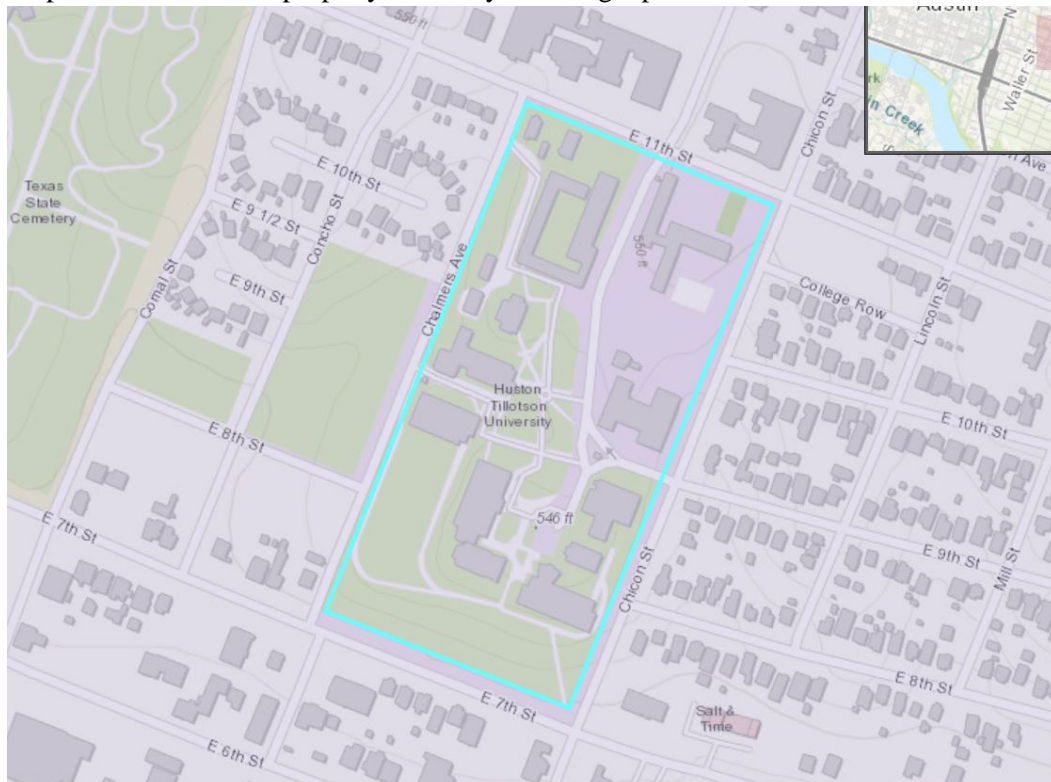 550 ft
Austin
Waller St
Creek
E 11th St
Chicon St
E 10th St
Texas
State
Cemetery
E 9 1/2 St
Concho St
E 9th St
Comal St
Chalmers Ave
550 ft
College Row
Lincoln St
Huston
Tillotson
University
E 10th St
E 8th St
546 ft
E 7th St
E 9th St
Mill St
Chicon St
E 8th St
E 7th St
Salt &
Time
E 6th St